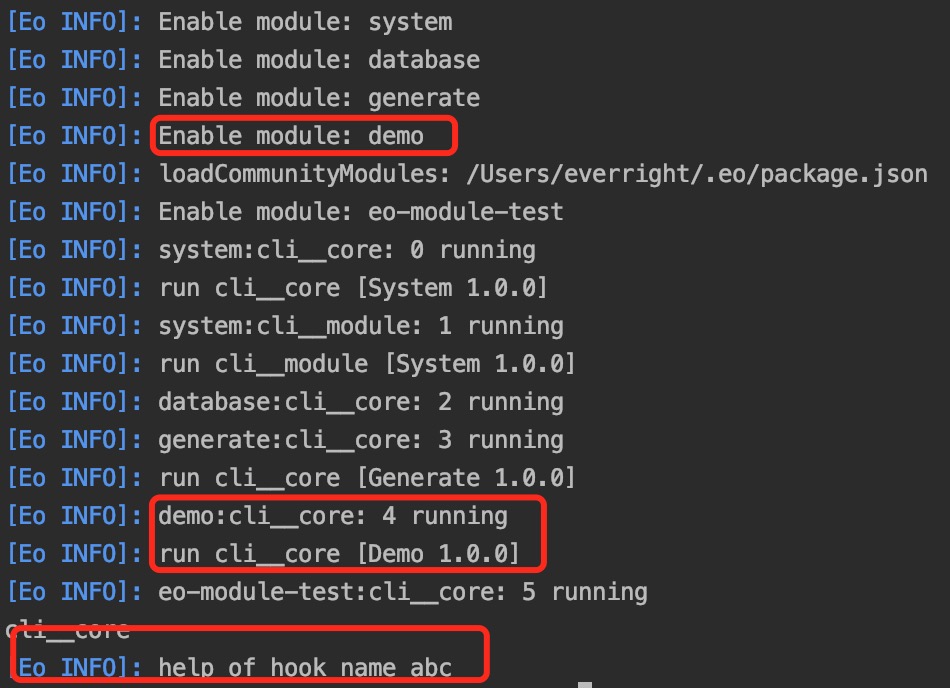 [Eo INFO]: Enable module: system
[Eo INFO]: Enable module: database
[Eo INFO]: Enable module: generate
[Eo INFO]: Enable module: demo
[Eo INFO]: loadCommunityModules: /Users/everright/.eo/package.json
[Eo INFO]: Enable module: eo-module-test
[Eo INFO]: system:cli__core: 0 running
[Eo INFO]: run cli__core [System 1.0.0]
[Eo INFO]: system:cli__module: 1 running
[Eo INFO]: run cli__module [System 1.0.0]
[Eo INFO]: database:cli__core: 2 running
[Eo INFO]: generate:cli__core: 3 running
[Eo INFO]: run cli__core [Generate 1.0.0]
[Eo INFO]: demo:cli__core: 4 running
[Eo INFO]: run cli__core [Demo 1.0.0]
[Eo INFO]: eo-module-test:cli__core: 5 running
cli__core
[Eo INFO]: help of hook name abc